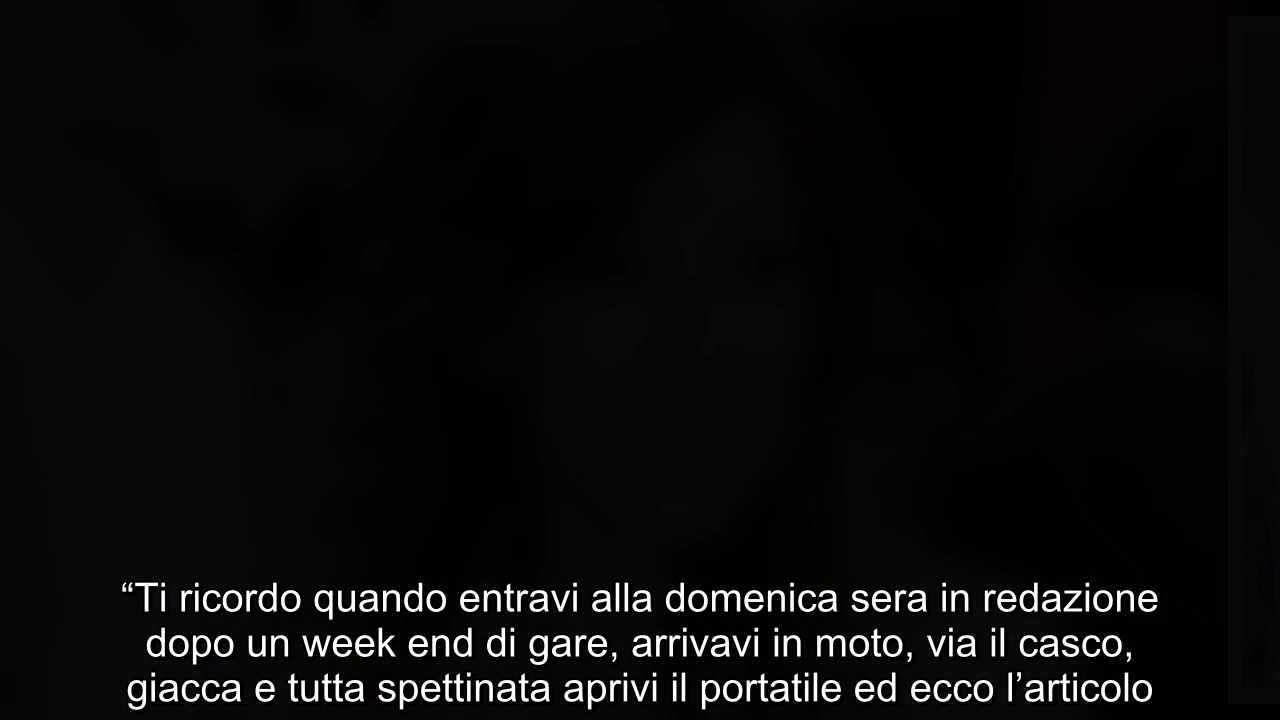 “Ti ricordo quando entravi alla domenica sera in redazione
dopo un week end di gare, arrivavi in moto, via il casco,
giacca e tutta spettinata aprivi il portatile ed ecco l’articolo